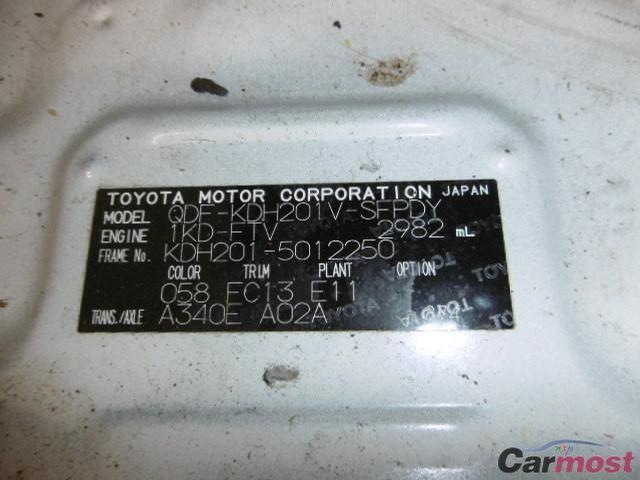 TOYOTA MOTOR CORPORATION JAPAN
MODEL QDF-KDH201V-SFPDY
ENGINE 1KD-FTV 2982 mL
FRAME No. KDH201-5012250
COLOR TRIM PLANT OPTION
058 FC13 E11
TRANS./AXLE A340E A02A
Carmost